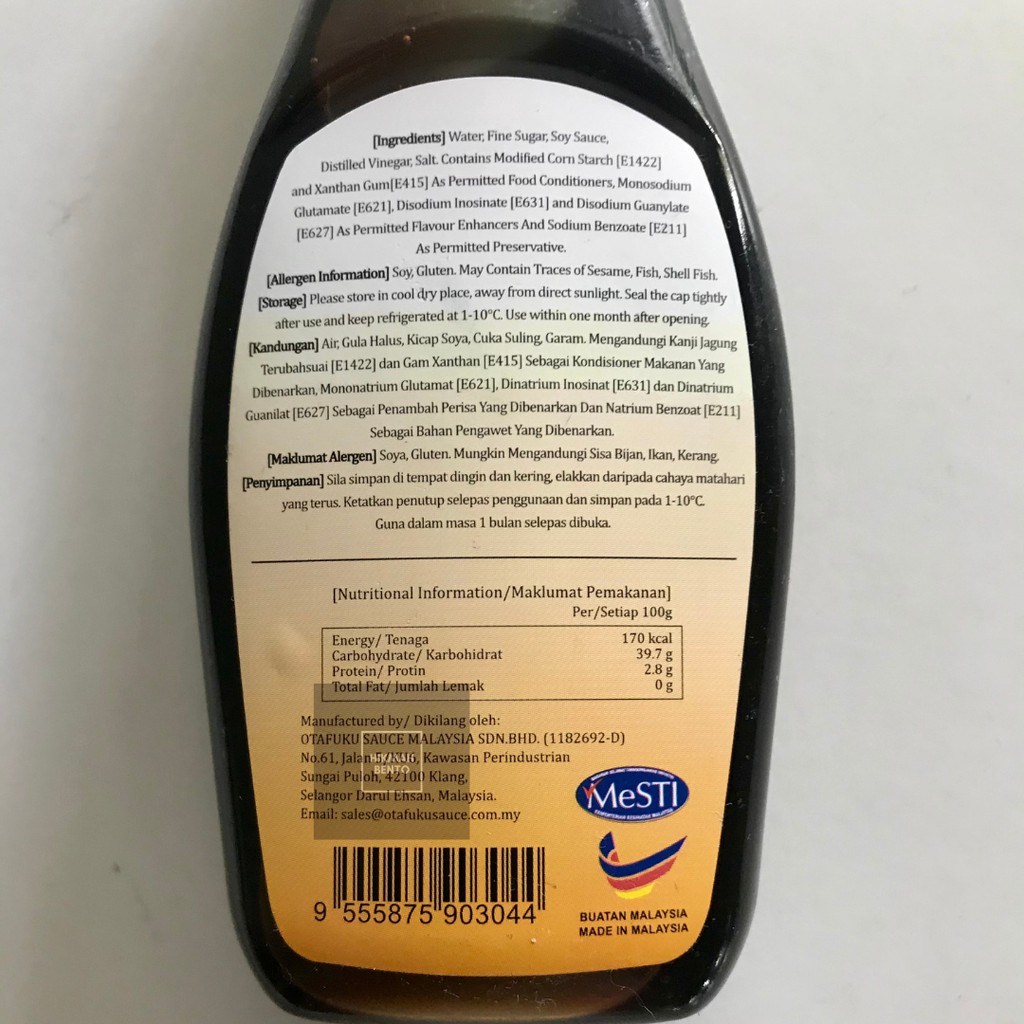 [Ingredients] Water, Fine Sugar, Soy Sauce,
Distilled Vinegar, Salt. Contains Modified Corn Starch [E1422]
and Xanthan Gum[E415] As Permitted Food Conditioners, Monosodium
Glutamate [E621], Disodium Inosinate [E631] and Disodium Guanylate
[E627] As Permitted Flavour Enhancers And Sodium Benzoate [E211]
As Permitted Preservative.
[Allergen Information] Soy, Gluten. May Contain Traces of Sesame, Fish, Shell Fish.
[Storage] Please store in cool dry place, away from direct sunlight. Seal the cap tightly
after use and keep refrigerated at 1-10°C. Use within one month after opening.
[Kandungan] Air, Gula Halus, Kicap Soya, Cuka Suling, Garam. Mengandungi Kanji Jagung
Terubahsuai [E1422] dan Gam Xanthan [E415] Sebagai Kondisioner Makanan Yang
Dibenarkan, Mononatrium Glutamat [E621], Dinatrium Inosinat [E631] dan Dinatrium
Guanilat [E627] Sebagai Penambah Perisa Yang Dibenarkan Dan Natrium Benzoat [E211]
Sebagai Bahan Pengawet Yang Dibenarkan.
[Maklumat Alergen] Soya, Gluten. Mungkin Mengandungi Sisa Bijan, Ikan, Kerang.
[Penyimpanan] Sila simpan di tempat dingin dan kering, elakkan daripada cahaya matahari
yang terus. Ketatkan penutup selepas penggunaan dan simpan pada 1-10°C.
Guna dalam masa 1 bulan selepas dibuka.
[Nutritional Information/Maklumat Pemakanan]
Per/Setiap 100g
Energy/ Tenaga 170 kcal
Carbohydrate/ Karbohidrat 39.7 g
Protein/ Protin 2.8 g
Total Fat/ Jumlah Lemak 0 g
Manufactured by/ Dikilang oleh:
OTAFUKU SAUCE MALAYSIA SDN.BHD. (1182692-D)
No.61, Jalan Kawasan Perindustrian
Sungai Puloh, 42100 Klang,
Selangor Darul Ehsan, Malaysia.
Email: sales@otafukusauce.com.my
BENTO
MeSTI
KEMENTERIAN KESIHATAN MALAYSIA
9 555875 903044
BUATAN MALAYSIA
MADE IN MALAYSIA